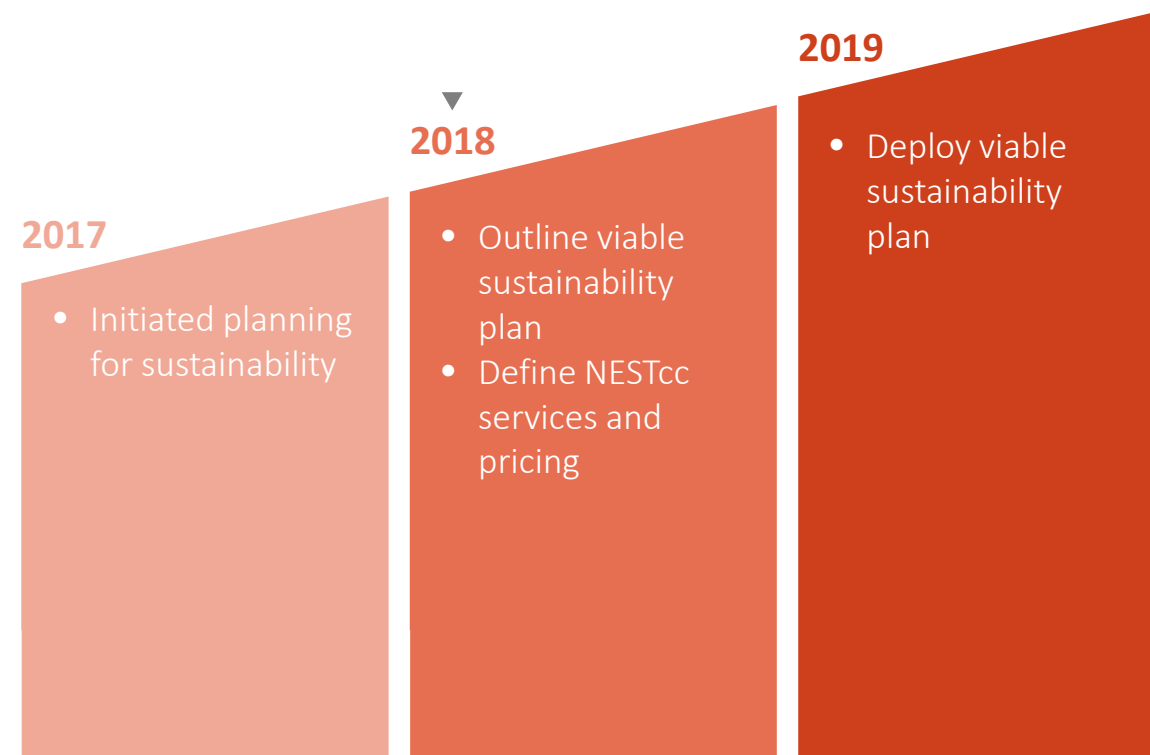 2017
• Initiated planning
for sustainability
2018
• Outline viable
sustainability
plan
• Define NESTcc
services and
pricing
2019
• Deploy viable
sustainability
plan